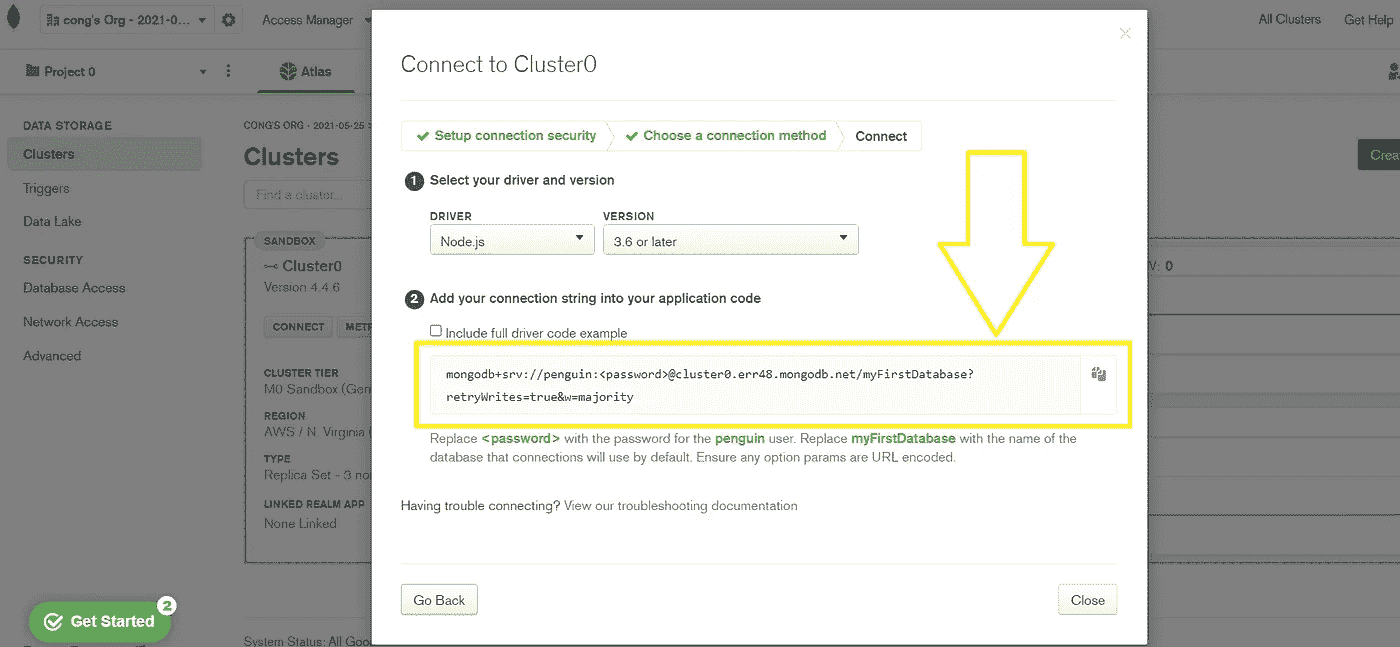 cong's Org - 2021-0...
Access Manager
All Clusters
Get Help
Project 0
Atlas
DATA STORAGE
Clusters
Triggers
Data Lake
SECURITY
Database Access
Network Access
Advanced
Get Started
2
CONG'S ORG - 2021-05-25 >
Clusters
Find a cluster...
SANDBOX
Cluster0
Version 4.4.6
CONNECT
CLUSTER TIER
M0 Sandbox
REGION
AWS / N. Virginia
TYPE
Replica Set - 3
LINKED REALM APP
None Linked
System Status: All
Connect to Cluster0
Setup connection security
Choose a connection method
Connect
1 Select your driver and version
DRIVER
VERSION
Node.js
3.6 or later
2 Add your connection string into your application code
Include full driver code example
mongodb+srv://penguin:<password>@cluster0.err48.mongodb.net/myFirstDatabase?
retryWrites=true&w=majority
Replace <password> with the password for the penguin user. Replace myFirstDatabase with the name of the
database that connections will use by default. Ensure any option params are URL encoded.
Having trouble connecting? View our troubleshooting documentation
Go Back
Close
: 0